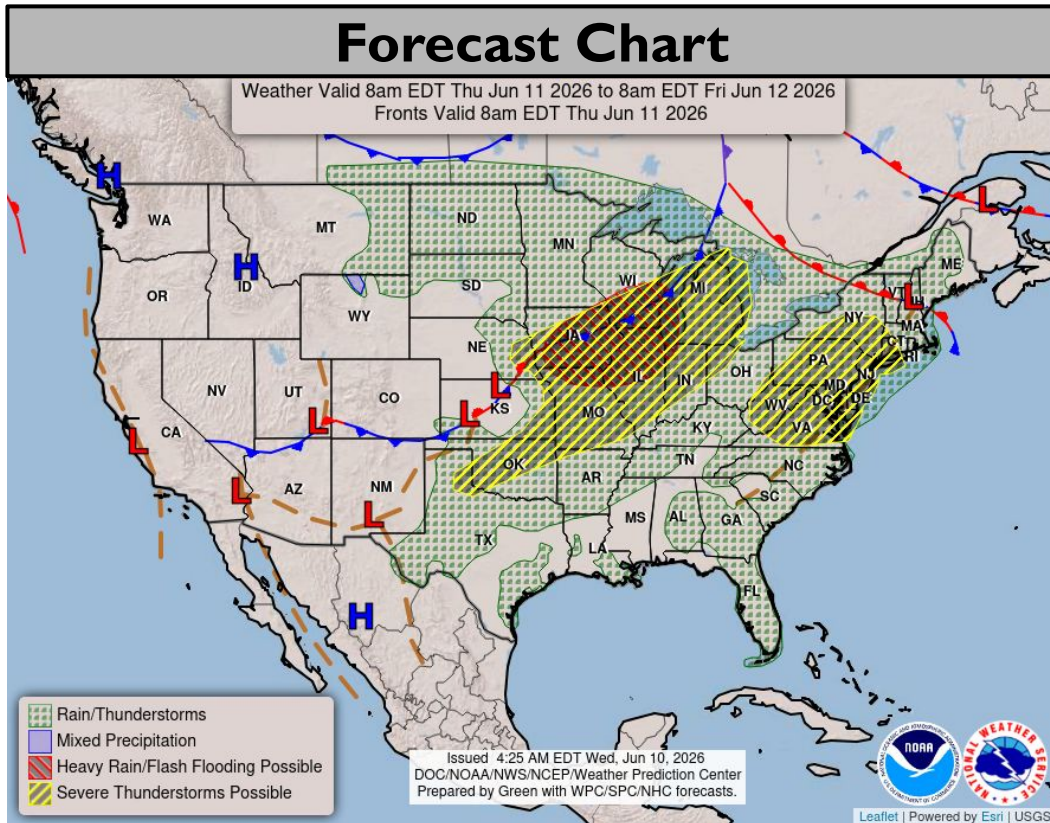 Forecast Chart
Weather Valid 8am EDT Thu Jun 11 2026 to 8am EDT Fri Jun 12 2026
Fronts Valid 8am EDT Thu Jun 11 2026
H
L
WA
MT
ND
MN
ME
H
OR
ID
WY
SD
WI
MI
VT
NH
L
NY
MA
CT
RI
NE
IA
PA
NJ
NV
UT
CO
L
KS
IL
IN
OH
MD
DE
DC
WV
CA
L
L
L
MO
KY
VA
L
AZ
NM
OK
AR
TN
NC
SC
L
TX
LA
MS
AL
GA
H
FL
Rain/Thunderstorms
Mixed Precipitation
Heavy Rain/Flash Flooding Possible
Severe Thunderstorms Possible
Issued 4:25 AM EDT Wed, Jun 10, 2026
DOC/NOAA/NWS/NCEP/Weather Prediction Center
Prepared by Green with WPC/SPC/NHC forecasts.
NOAA
NATIONAL WEATHER SERVICE
Leaflet | Powered by Esri | USGS